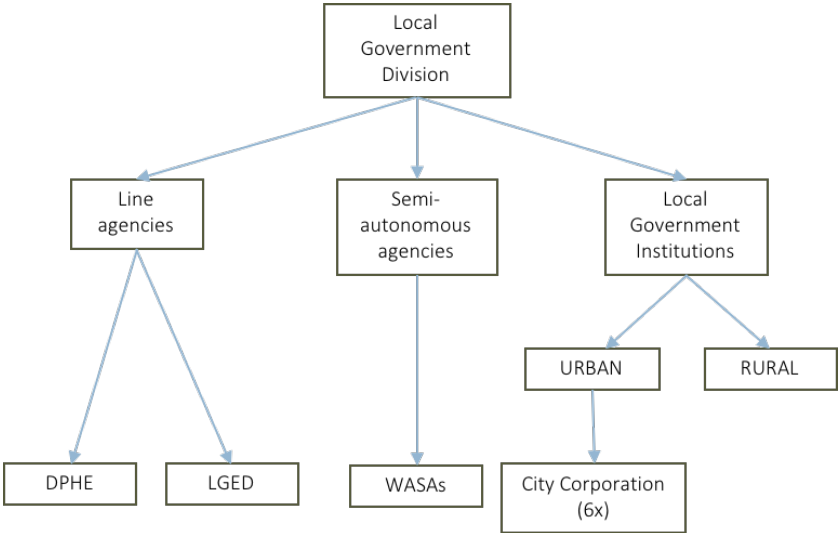 Local
Government
Division
Line
agencies
Semi-
autonomous
agencies
Local
Government
Institutions
URBAN
RURAL
DPHE
LGED
WASAs
City Corporation
(6x)